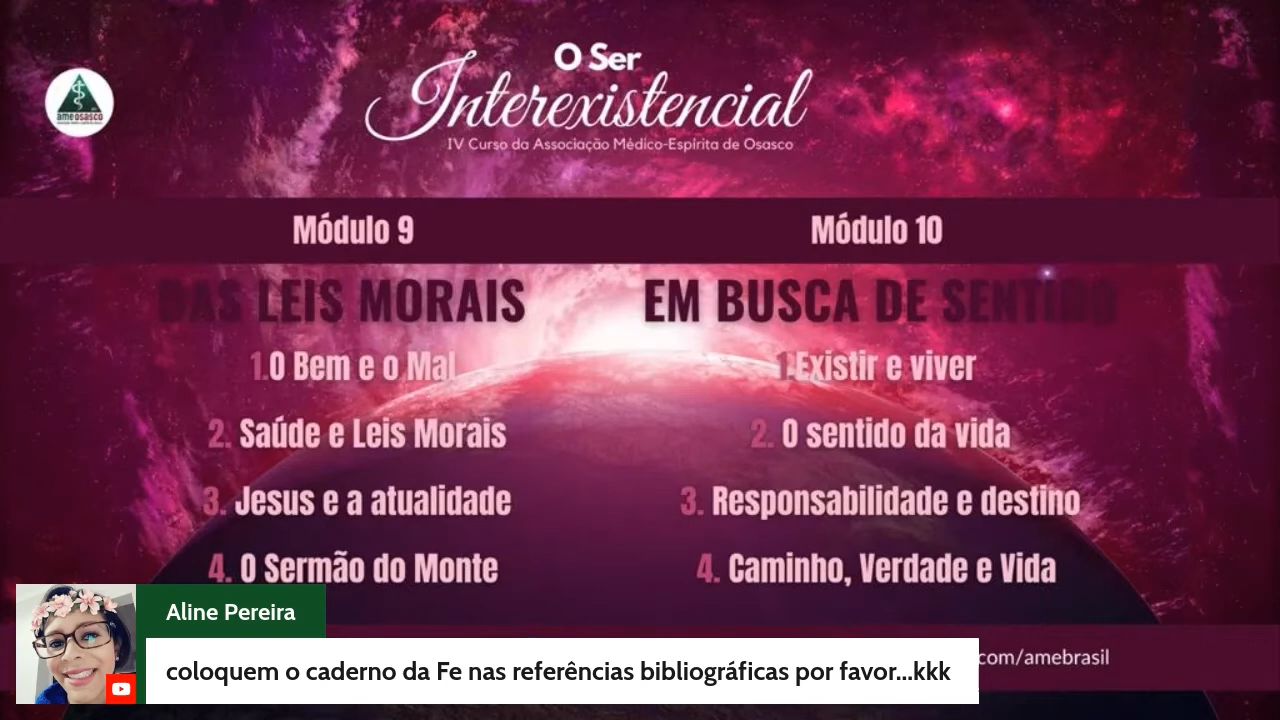 O Ser
Interexistencial
IV Curso da Associação Médico-Espírita de Osasco
ameosasco
Módulo 9
Módulo 10
DAS LEIS MORAIS
EM BUSCA DE SENTIDO
1.O Bem e o Mal
1.Existir e viver
2. Saúde e Leis Morais
2. O sentido da vida
3. Jesus e a atualidade
3. Responsabilidade e destino
4. O Sermão do Monte
4. Caminho, Verdade e Vida
Aline Pereira
coloquem o caderno da Fe nas referências bibliográficas por favor...kkk
.com/amebrasil